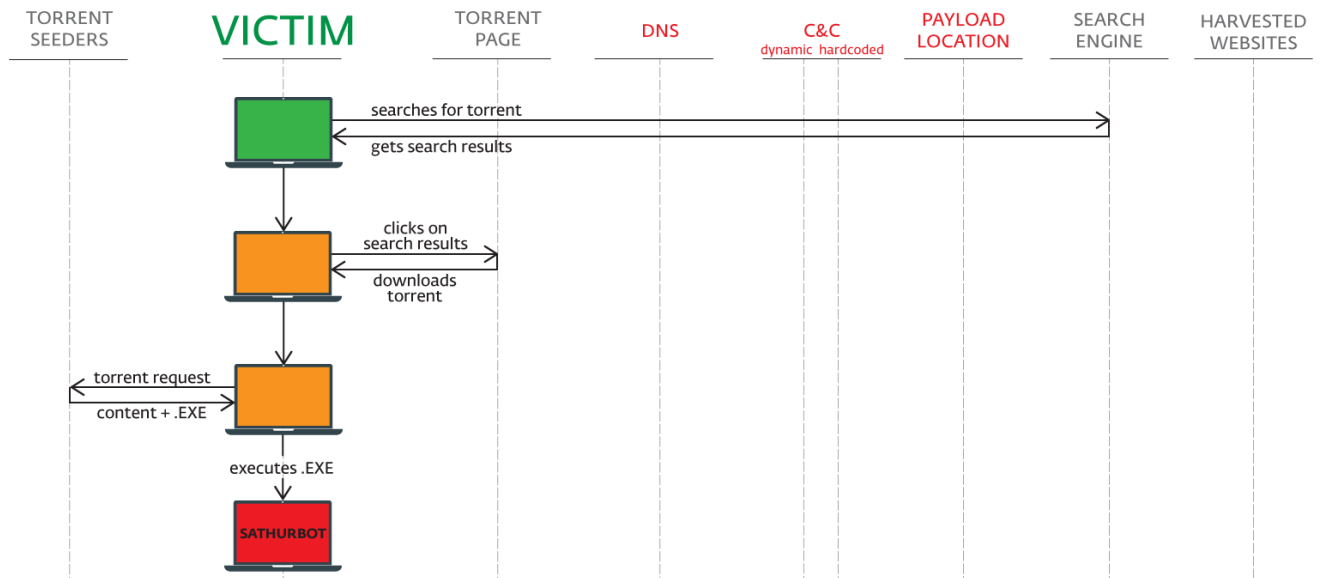 TORRENT
SEEDERS
VICTIM
TORRENT
PAGE
DNS
C&C
dynamic hardcoded
PAYLOAD
LOCATION
SEARCH
ENGINE
HARVESTED
WEBSITES
searches for torrent
gets search results
clicks on
search results
downloads
torrent
torrent request
content + .EXE
executes .EXE
SATHURBOT